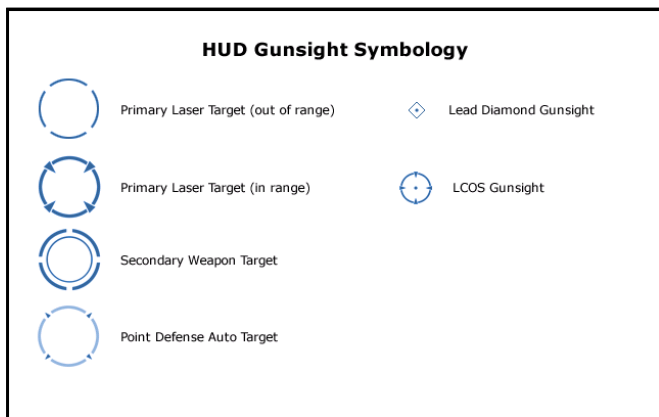 HUD Gunsight Symbology
Primary Laser Target (out of range)
Lead Diamond Gunsight
Primary Laser Target (in range)
LCOS Gunsight
Secondary Weapon Target
Point Defense Auto Target